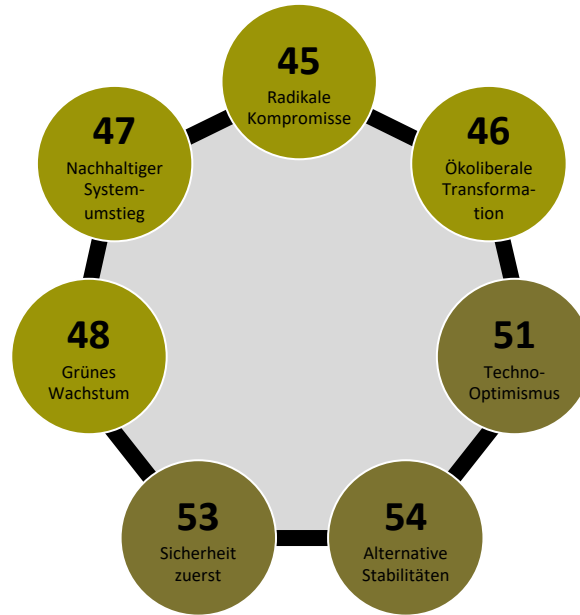 45
Radikale
Kompromisse
47
Nachhaltiger
System-
umstieg
46
Ökoliberale
Transforma-
tion
48
Grünes
Wachstum
51
Techno-
Optimismus
53
Sicherheit
zuerst
54
Alternative
Stabilitäten